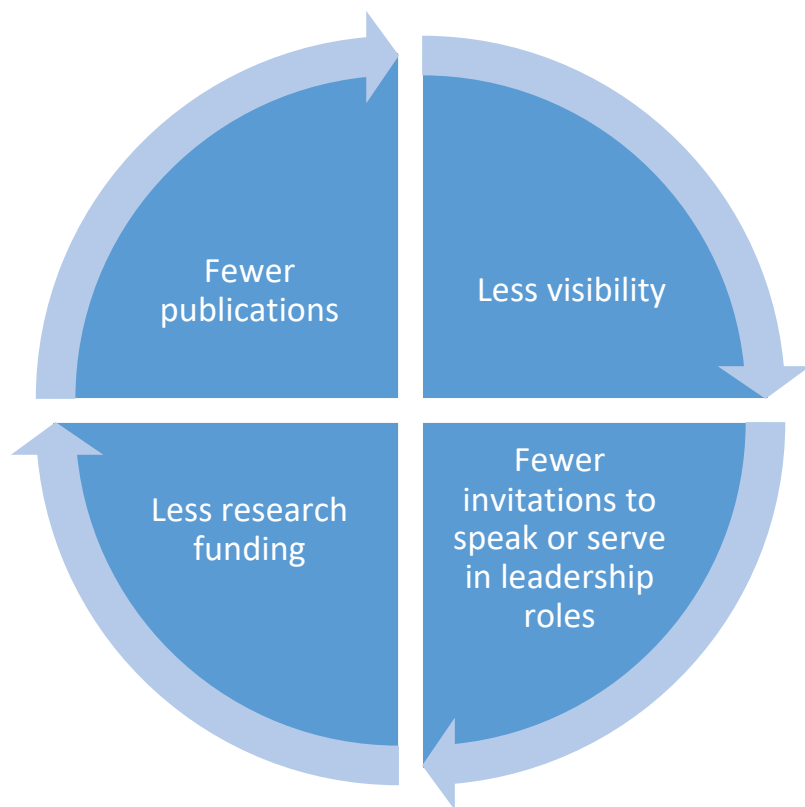 Fewer
publications
Less visibility
Less research
funding
Fewer
invitations to
speak or serve
in leadership
roles